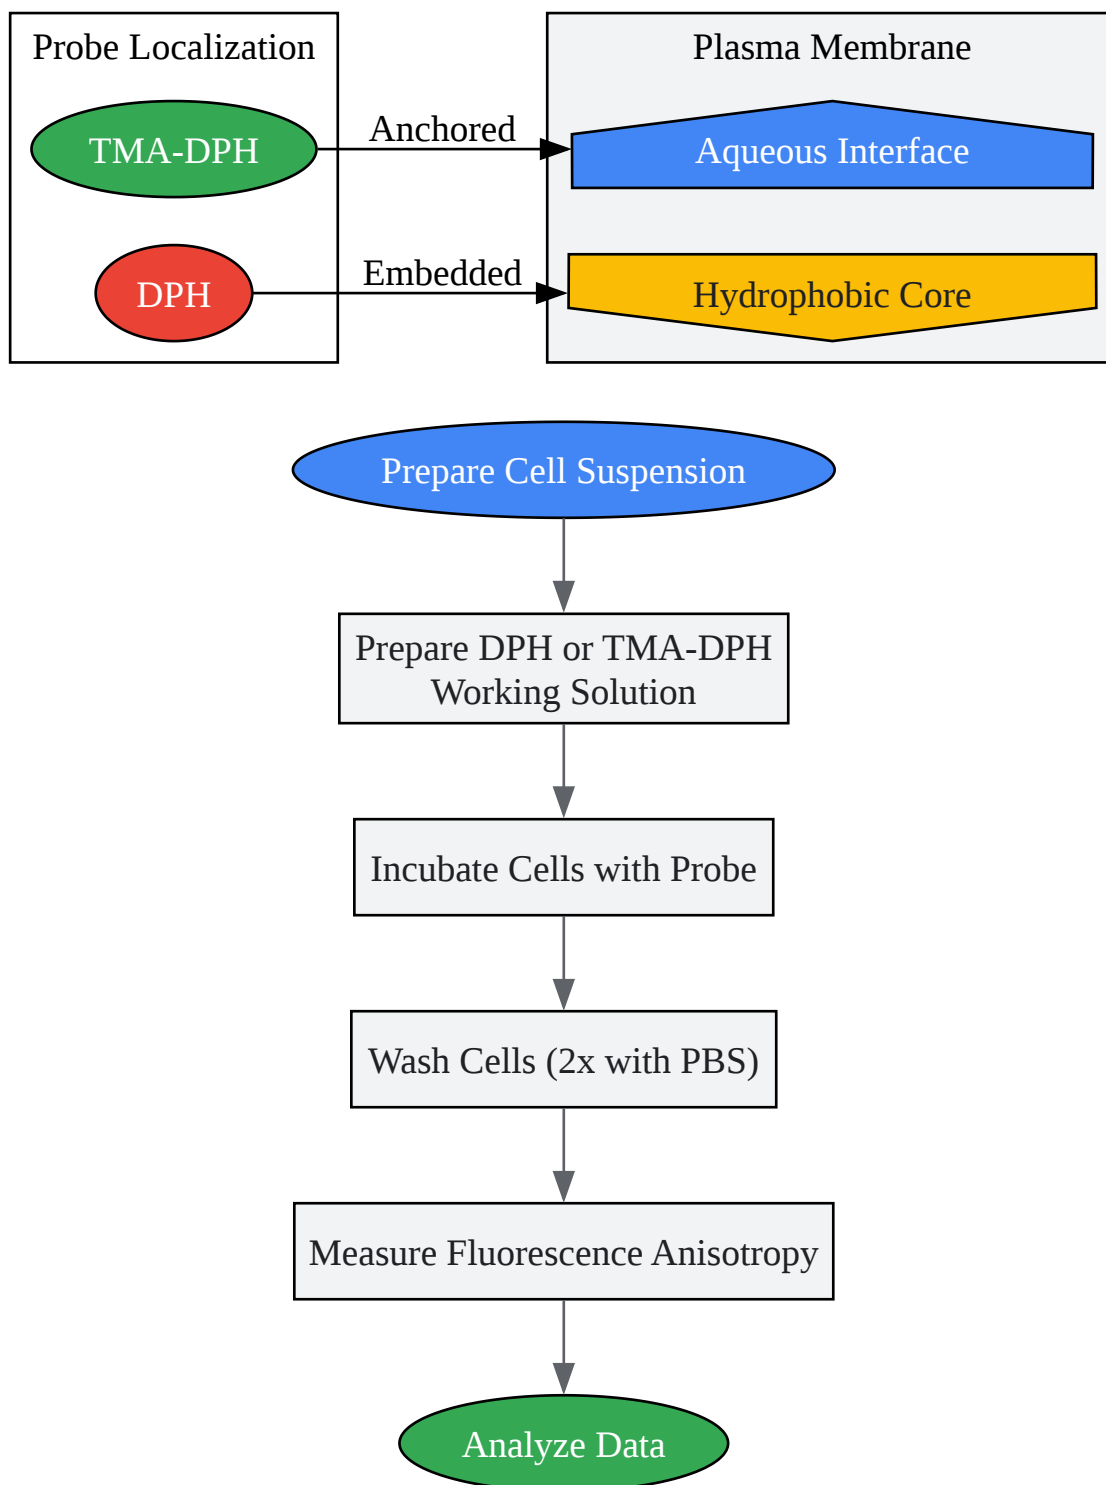 Probe Localization
Plasma Membrane
TMA-DPH
Anchored
Aqueous Interface
DPH
Embedded
Hydrophobic Core
Prepare Cell Suspension
Prepare DPH or TMA-DPH
Working Solution
Incubate Cells with Probe
Wash Cells (2x with PBS)
Measure Fluorescence Anisotropy
Analyze Data